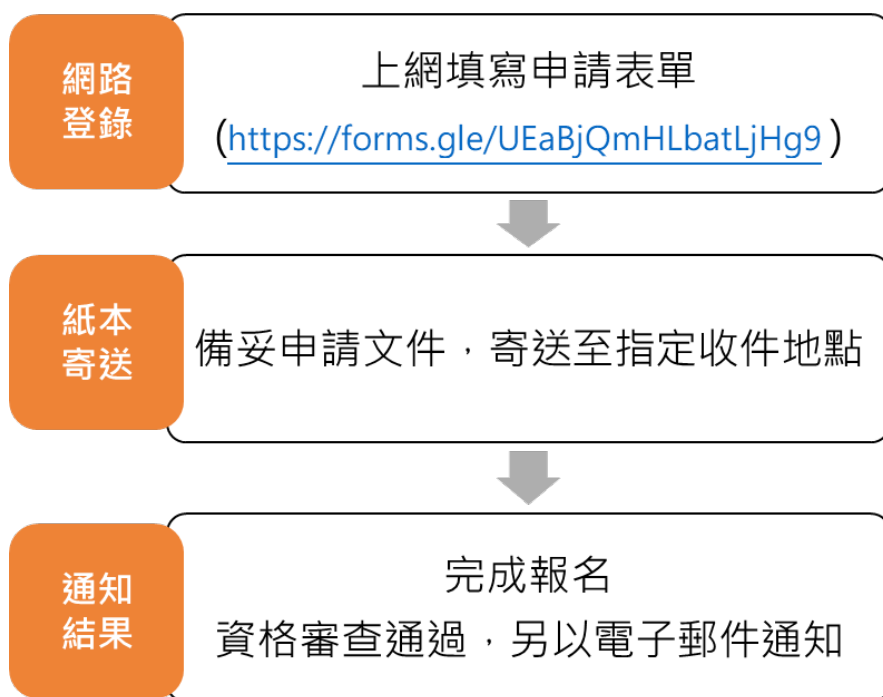 網路
登錄
上網填寫申請表單
(https://forms.gle/UEaBjQmHLbatLjHg9 )
紙本
寄送
備妥申請文件，寄送至指定收件地點
通知
結果
完成報名
資格審查通過，另以電子郵件通知